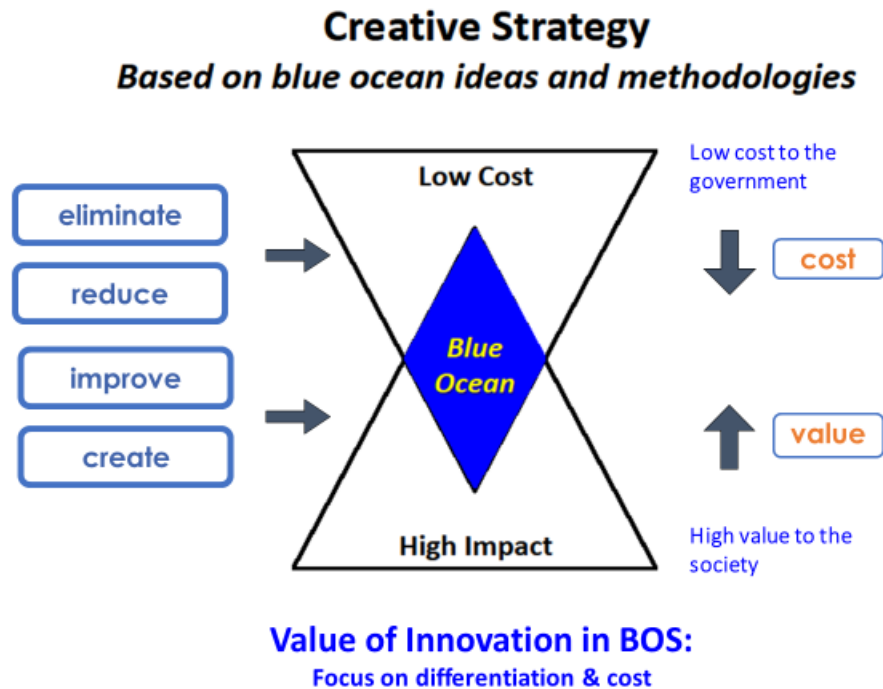 Creative Strategy
Based on blue ocean ideas and methodologies
eliminate
reduce
improve
create
Low Cost
Blue
Ocean
High Impact
Low cost to the
government
cost
value
High value to the
society
Value of Innovation in BOS:
Focus on differentiation & cost